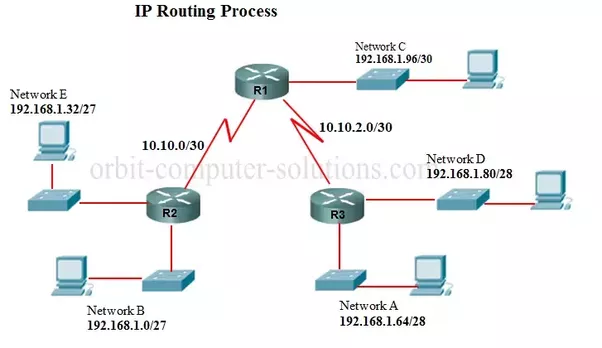 IP Routing Process
Network C
192.168.1.96/30
R1
Network E
192.168.1.32/27
10.10.0/30
10.10.2.0/30
orbit-computer-solutions.com
Network D
192.168.1.80/28
R2
R3
Network B
192.168.1.0/27
Network A
192.168.1.64/28